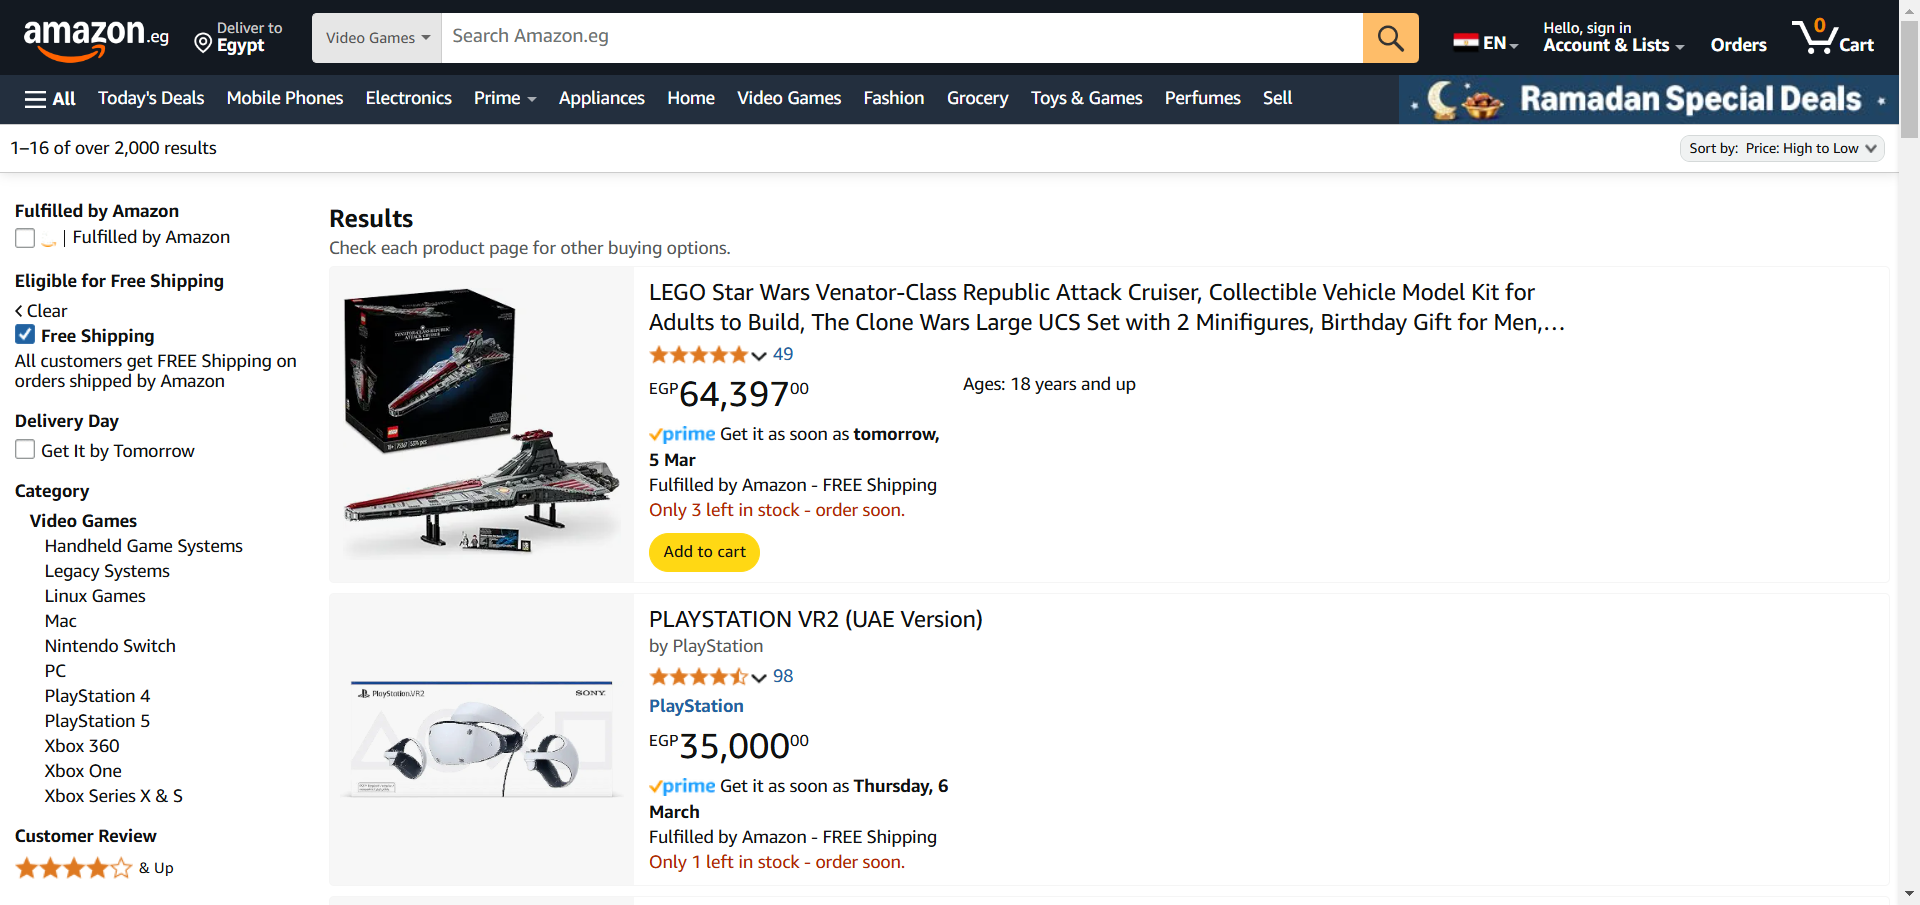 amazon.eg
Deliver to
Egypt
Video Games
Search Amazon.eg
EN
Hello, sign in
Account & Lists
Orders
0
Cart
All
Today's Deals
Mobile Phones
Electronics
Prime
Appliances
Home
Video Games
Fashion
Grocery
Toys & Games
Perfumes
Sell
Ramadan Special Deals
1–16 of over 2,000 results
Sort by: Price: High to Low
Fulfilled by Amazon
| Fulfilled by Amazon
Eligible for Free Shipping
Clear
Free Shipping
All customers get FREE Shipping on
orders shipped by Amazon
Delivery Day
Get It by Tomorrow
Category
Video Games
Handheld Game Systems
Legacy Systems
Linux Games
Mac
Nintendo Switch
PC
PlayStation 4
PlayStation 5
Xbox 360
Xbox One
Xbox Series X & S
Customer Review
& Up
Results
Check each product page for other buying options.
VENATOR-CLASS REPUBLIC
ATTACK CRUISER
LEGO Star Wars Venator-Class Republic Attack Cruiser, Collectible Vehicle Model Kit for
Adults to Build, The Clone Wars Large UCS Set with 2 Minifigures, Birthday Gift for Men,…
49
EGP64,39700
Ages: 18 years and up
prime Get it as soon as tomorrow,
5 Mar
Fulfilled by Amazon - FREE Shipping
Only 3 left in stock - order soon.
Add to cart
PlayStation VR2
SONY
PLAYSTATION VR2 (UAE Version)
by PlayStation
98
PlayStation
EGP35,00000
prime Get it as soon as Thursday, 6
March
Fulfilled by Amazon - FREE Shipping
Only 1 left in stock - order soon.